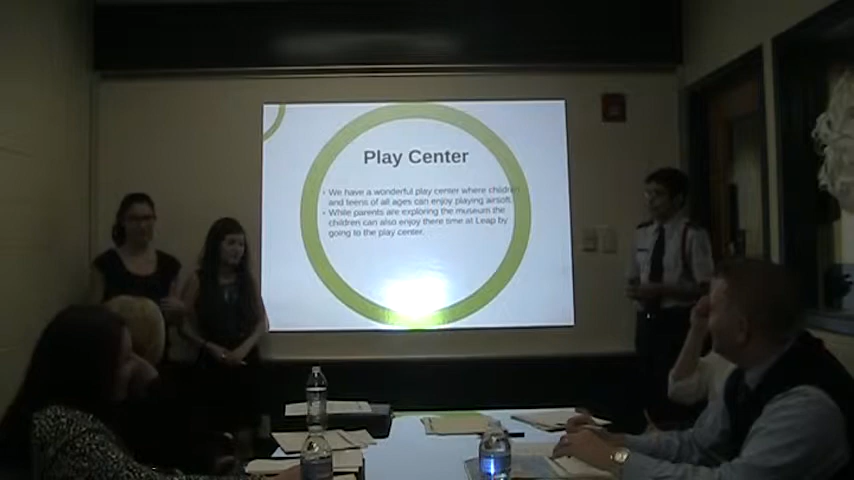 Play Center
• We have a wonderful play center where children
and teens of all ages can enjoy playing airsoft.
• While parents are exploring the museum the
children can also enjoy there time at Leap by
going to the play center.